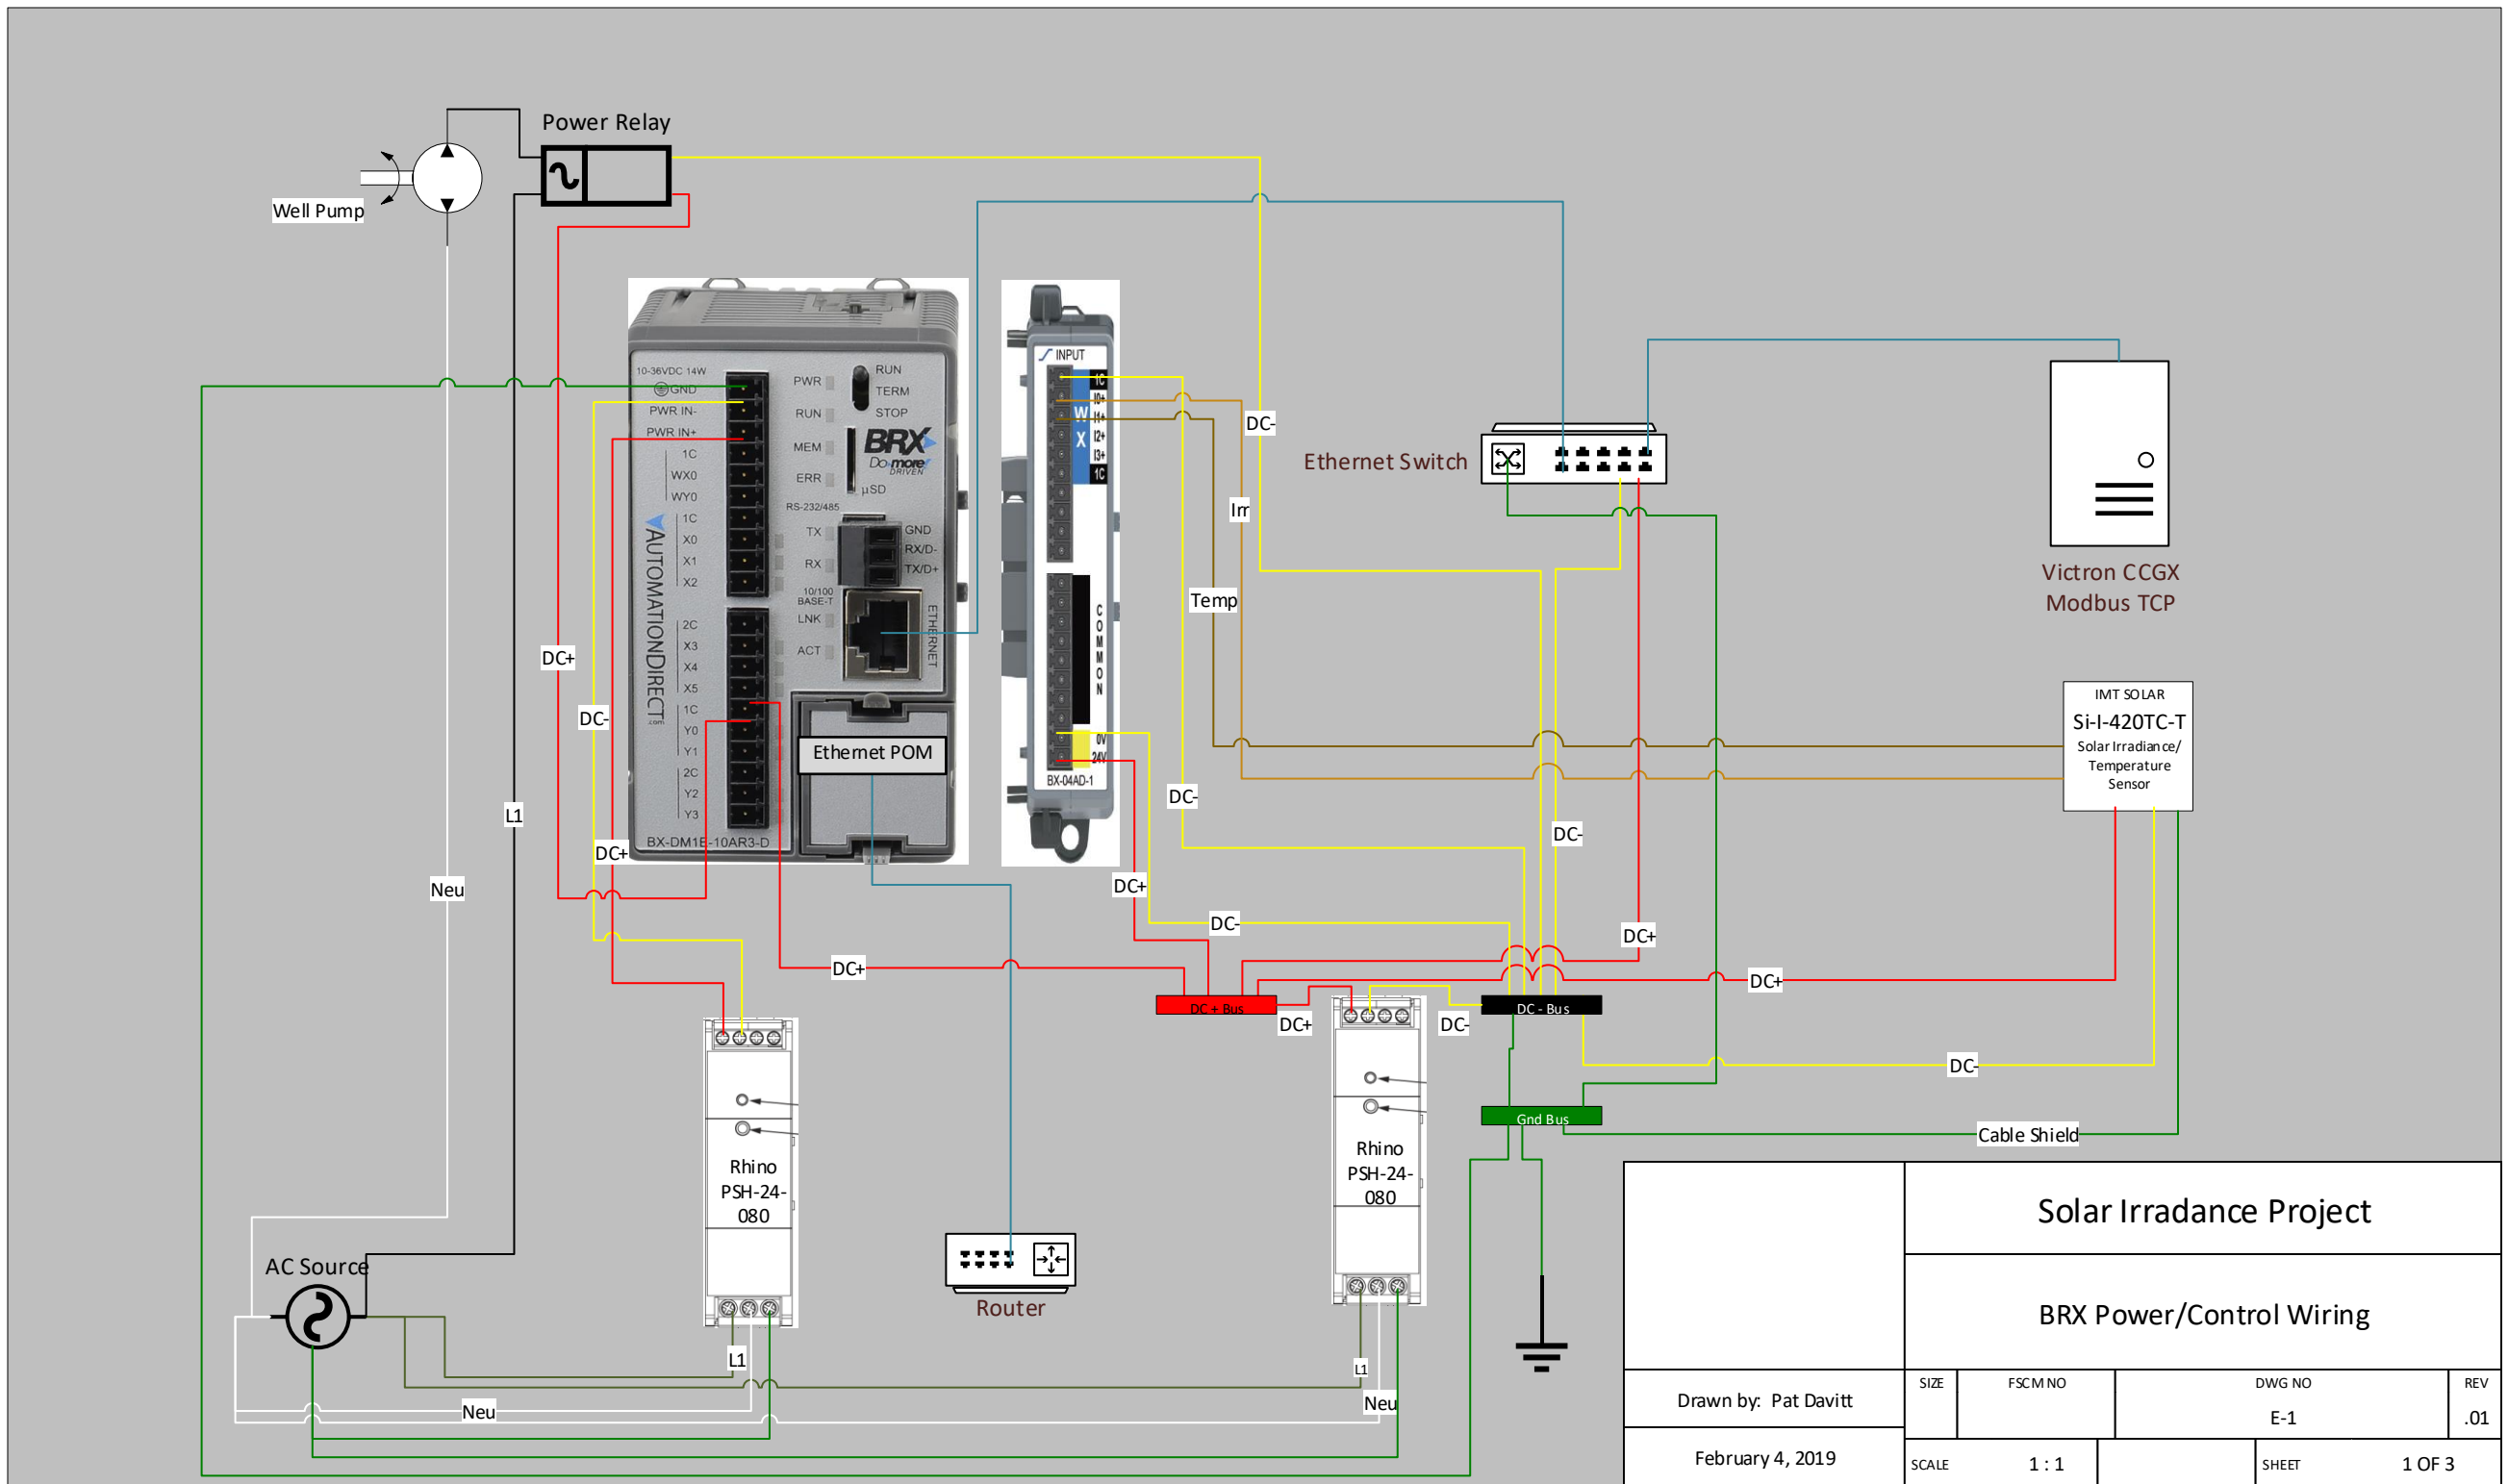 Power Relay
Well Pump
10-36VDC 14W
GND
PWR IN-
PWR IN+
1C
WX0
WY0
1C
X0
X1
X2
2C
X3
X4
X5
1C
Y0
Y1
2C
Y2
Y3
BX-DM1E-10AR3-D
AUTOMATIONDIRECT
.com
PWR
RUN
MEM
ERR
RUN
TERM
STOP
BRX
Do-more!
DRIVEN
µSD
RS-232/485
TX
RX
GND
RX/D-
TX/D+
10/100
BASE-T
LNK
ACT
ETHERNET
Ethernet POM
INPUT
1C
I0+
I1+
I2+
I3+
1C
WX
COMMON
0V
24V
BX-04AD-1
DC-
Irr
Temp
Ethernet Switch
Victron CCGX
Modbus TCP
IMT SOLAR
Si-I-420TC-T
Solar Irradiance/
Temperature
Sensor
DC+
DC-
DC+
L1
Neu
DC-
DC-
DC+
DC-
DC+
DC+
DC+
DC + Bus
DC+
DC-
DC - Bus
DC-
Gnd Bus
Cable Shield
Rhino
PSH-24-
080
Rhino
PSH-24-
080
AC Source
Router
L1
Neu
L1
Neu
Solar Irradance Project
BRX Power/Control Wiring
Drawn by: Pat Davitt
February 4, 2019
SIZE
FSCM NO
DWG NO
E-1
REV
.01
SCALE
1 : 1
SHEET
1 OF 3